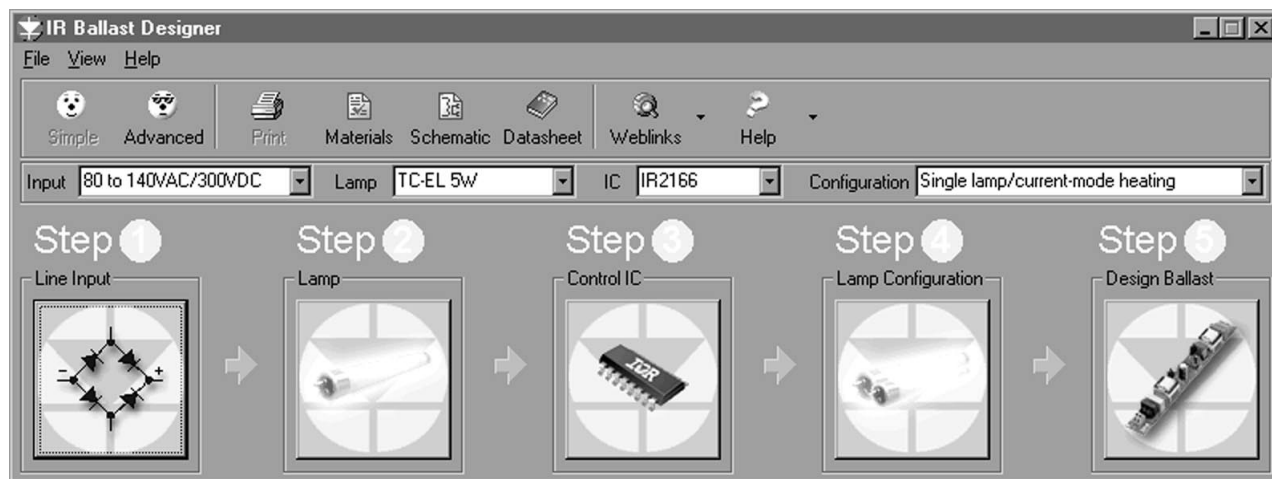 IR Ballast Designer
File View Help
Simple Advanced Print Materials Schematic Datasheet Weblinks Help
Input 80 to 140VAC/300VDC Lamp TC-EL 5W IC IR2166 Configuration Single lamp/current-mode heating
Step 1 Step 2 Step 3 Step 4 Step 5
Line Input Lamp Control IC Lamp Configuration Design Ballast
- +
IOR